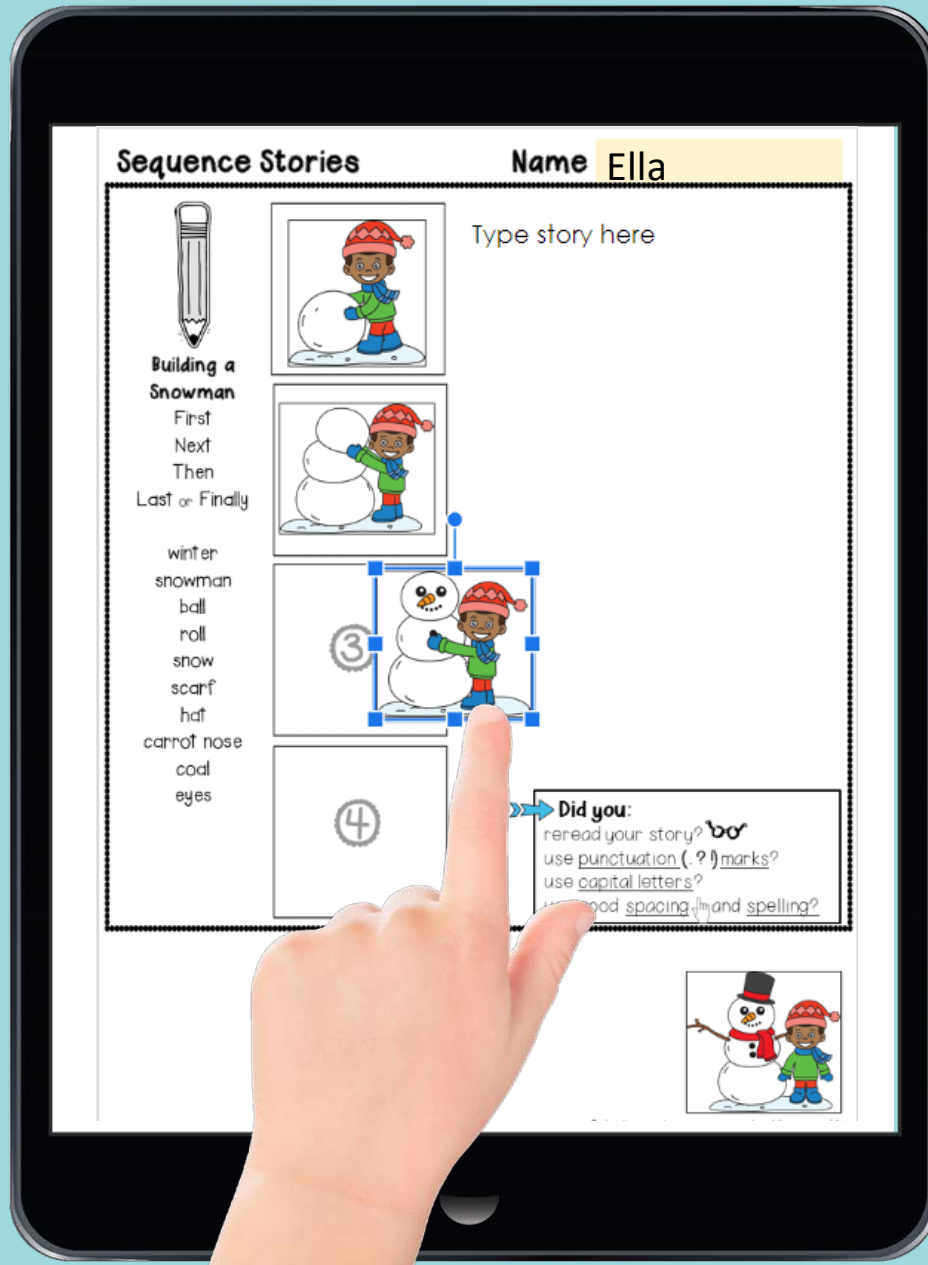 Sequence Stories
Name Ella
Type story here
Building a
Snowman
First
Next
Then
Last or Finally
winter
snowman
ball
roll
snow
scarf
hat
carrot nose
coal
eyes
3
4
Did you:
reread your story?
use punctuation (.?!) marks?
use capital letters?
spacing and spelling?